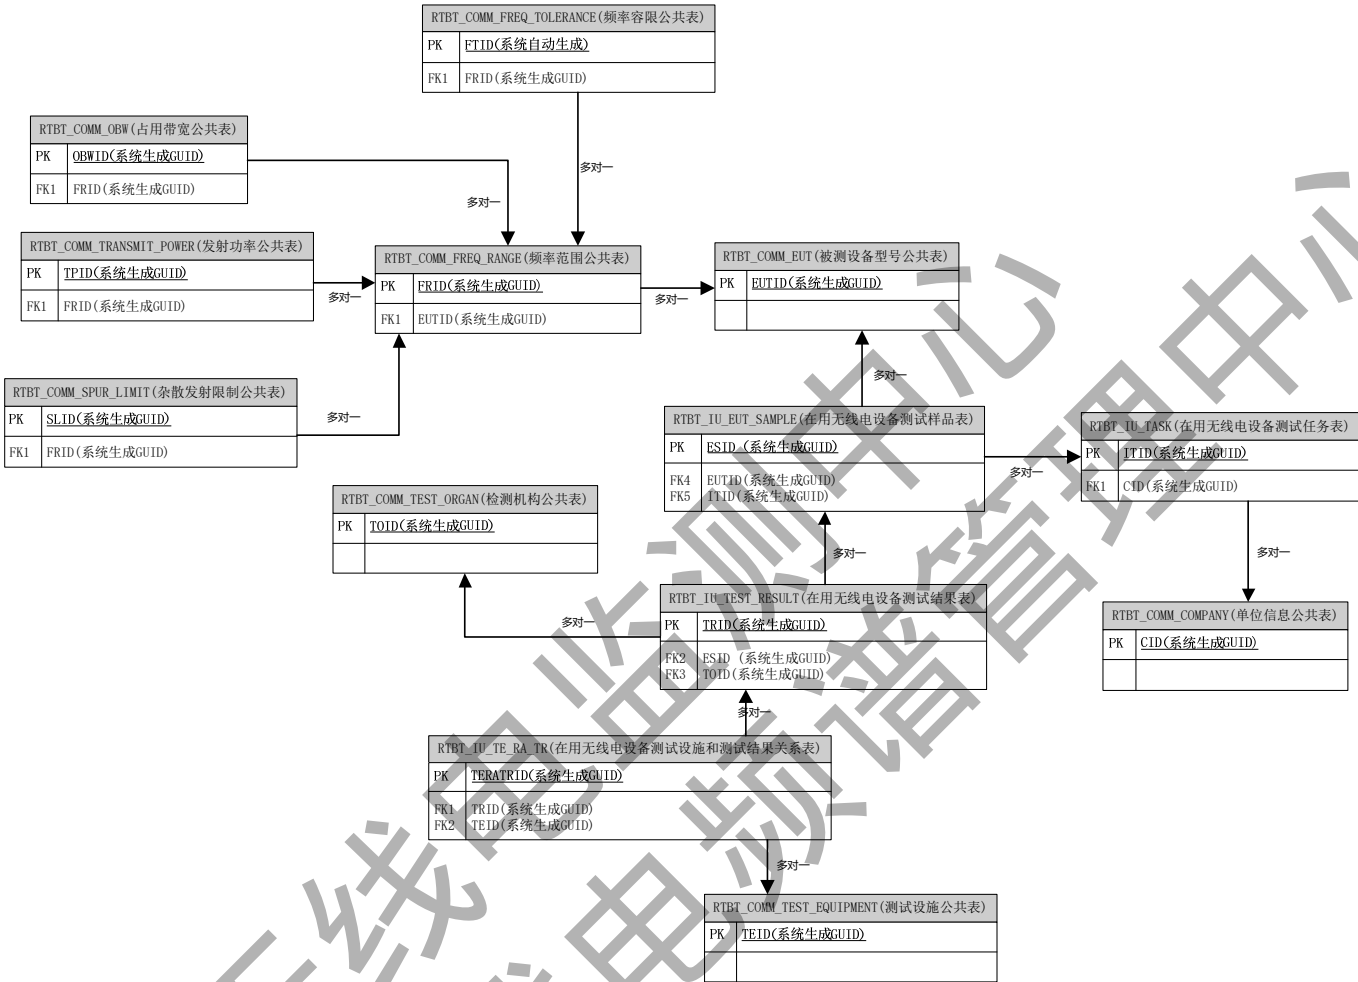 RTBT_COMM_FREQ_TOLERANCE(频率容限公共表)
PK FTID(系统自动生成)
FK1 FRID(系统生成GUID)
多对一
RTBT_COMM_OBW(占用带宽公共表)
PK OBWID(系统生成GUID)
FK1 FRID(系统生成GUID)
多对一
RTBT_COMM_TRANSMIT_POWER(发射功率公共表)
PK TPID(系统生成GUID)
FK1 FRID(系统生成GUID)
多对一
RTBT_COMM_FREQ_RANGE(频率范围公共表)
PK FRID(系统生成GUID)
FK1 EUTID(系统生成GUID)
多对一
RTBT_COMM_EUT(被测设备型号公共表)
PK EUTID(系统生成GUID)
多对一
RTBT_COMM_SPUR_LIMIT(杂散发射限制公共表)
PK SLID(系统生成GUID)
FK1 FRID(系统生成GUID)
多对一
RTBT_IU_EUT_SAMPLE(在用无线电设备测试样品表)
PK ESID (系统生成GUID)
FK4 EUTID(系统生成GUID)
FK5 ITID(系统生成GUID)
多对一
RTBT_IU_TASK(在用无线电设备测试任务表)
PK ITID(系统生成GUID)
FK1 CID(系统生成GUID)
多对一
RTBT_COMM_TEST_ORGAN(检测机构公共表)
PK TOID(系统生成GUID)
多对一
多对一
RTBT_IU_TEST_RESULT(在用无线电设备测试结果表)
PK TRID(系统生成GUID)
FK2 ESID (系统生成GUID)
FK3 TOID(系统生成GUID)
RTBT_COMM_COMPANY(单位信息公共表)
PK CID(系统生成GUID)
多对一
RTBT_IU_TE_RA_TR(在用无线电设备测试设施和测试结果关系表)
PK TERATRID(系统生成GUID)
FK1 TRID(系统生成GUID)
FK2 TEID(系统生成GUID)
多对一
RTBT_COMM_TEST_EQUIPMENT(测试设施公共表)
PK TEID(系统生成GUID)
线电监测中心
电频谱管理中心